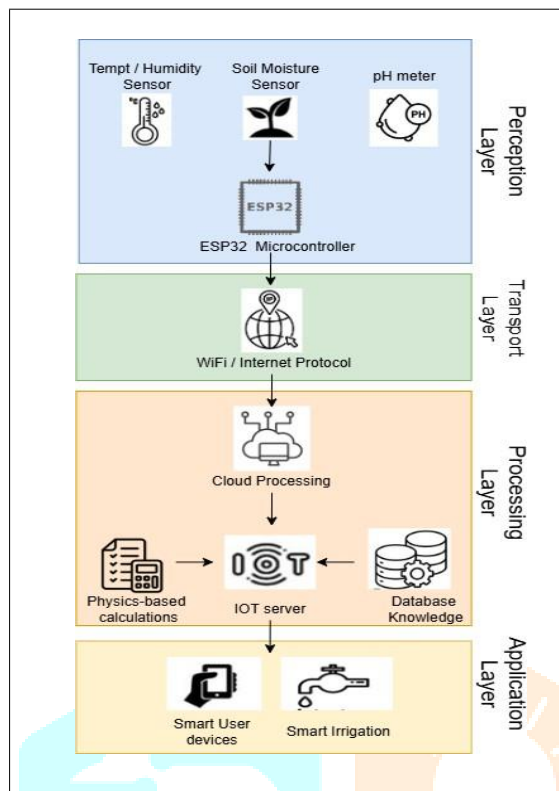 Tempt / Humidity
Sensor
Soil Moisture
Sensor
pH meter
°C
PH
ESP32
ESP32 Microcontroller
Perception
Layer
IP
WiFi / Internet Protocol
Transport
Layer
Cloud Processing
IOT
Physics-based
calculations
IOT server
Database
Knowledge
Processing
Layer
Smart User
devices
Smart Irrigation
Application
Layer